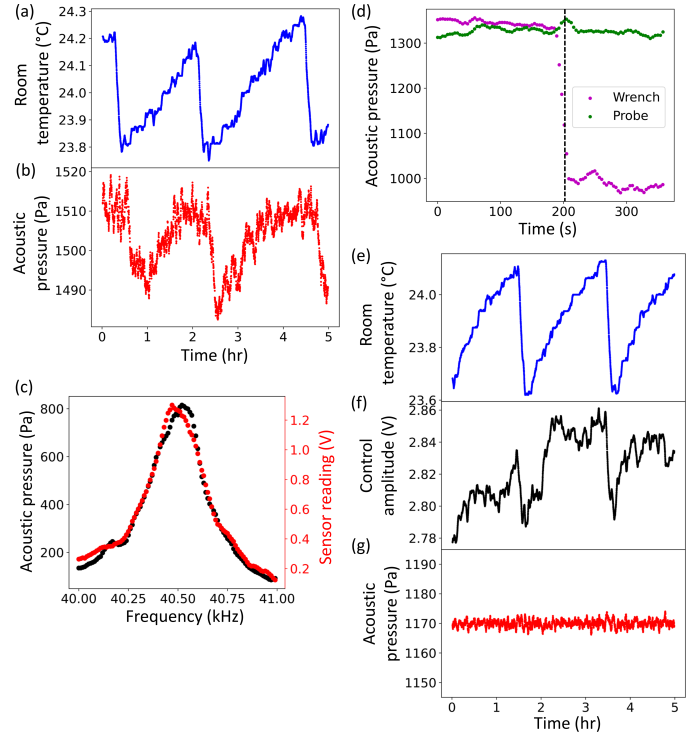 (a)
24.3
24.2
24.1
24.0
23.9
23.8
Room
temperature (°C)
(b)
1520
1510
1500
1490
Acoustic
pressure (Pa)
0 1 2 3 4 5
Time (hr)
(c)
800
600
400
200
Acoustic pressure (Pa)
1.2
1.0
0.8
0.6
0.4
0.2
Sensor reading (V)
40.00 40.25 40.50 40.75 41.00
Frequency (kHz)
(d)
1300
1200
1100
1000
Acoustic pressure (Pa)
Wrench
Probe
0 100 200 300
Time (s)
(e)
24.0
23.8
23.6
Room
temperature (°C)
(f)
2.86
2.84
2.82
2.80
2.78
Control
amplitude (V)
(g)
1190
1180
1170
1160
1150
Acoustic
pressure (Pa)
0 1 2 3 4 5
Time (hr)